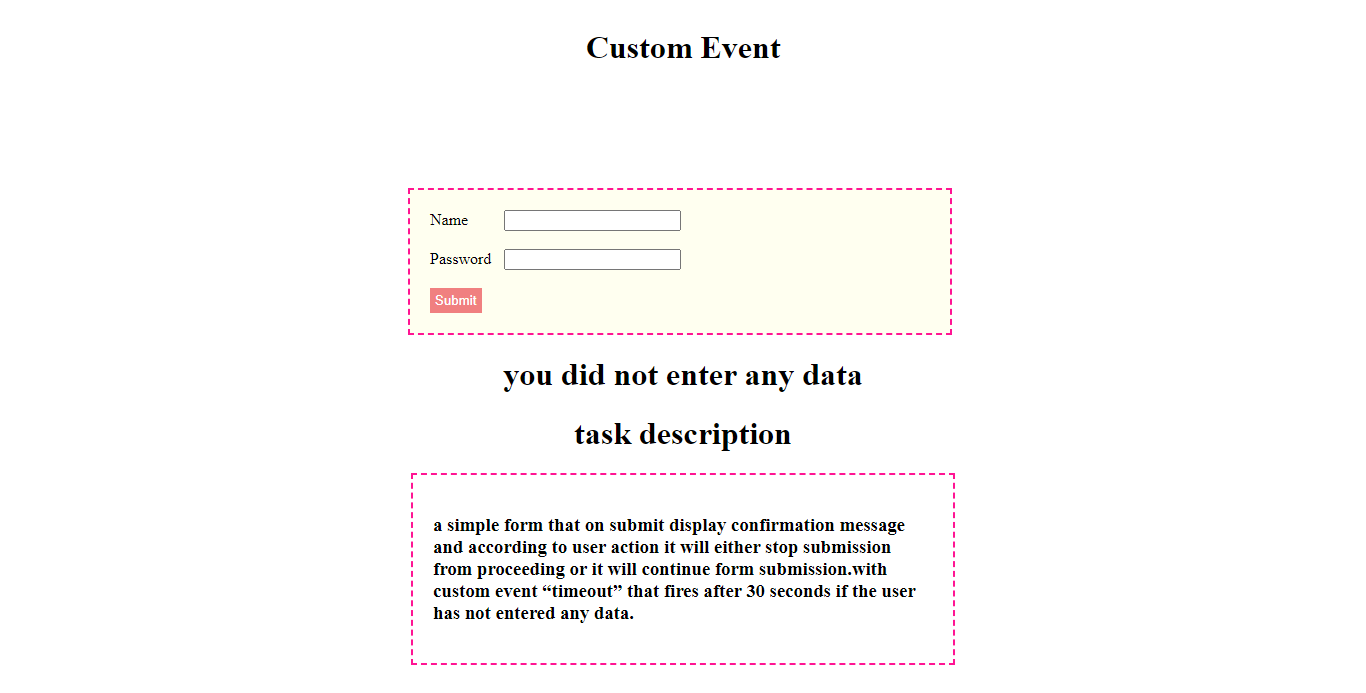 Custom Event
Name
Password
Submit
you did not enter any data
task description
a simple form that on submit display confirmation message
and according to user action it will either stop submission
from proceeding or it will continue form submission.with
custom event “timeout” that fires after 30 seconds if the user
has not entered any data.